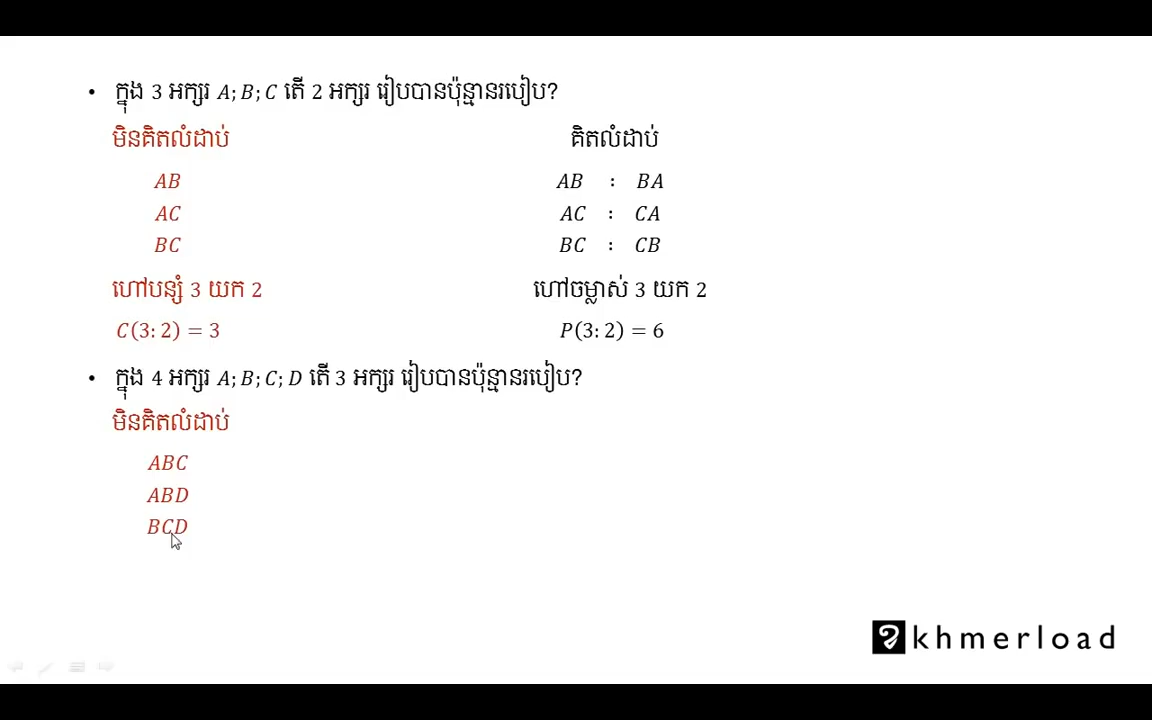 • ក្នុង 3 អក្សរ A; B; C តើ 2 អក្សរ រៀបបានប៉ុន្មានរបៀប?
មិនគិតលំដាប់ គិតលំដាប់
AB AB : BA
AC AC : CA
BC BC : CB
ហៅបន្សំ 3 យក 2 ហៅចម្លាស់ 3 យក 2
C(3: 2) = 3 P(3: 2) = 6
• ក្នុង 4 អក្សរ A; B; C; D តើ 3 អក្សរ រៀបបានប៉ុន្មានរបៀប?
មិនគិតលំដាប់
ABC
ABD
BCD
khmerload